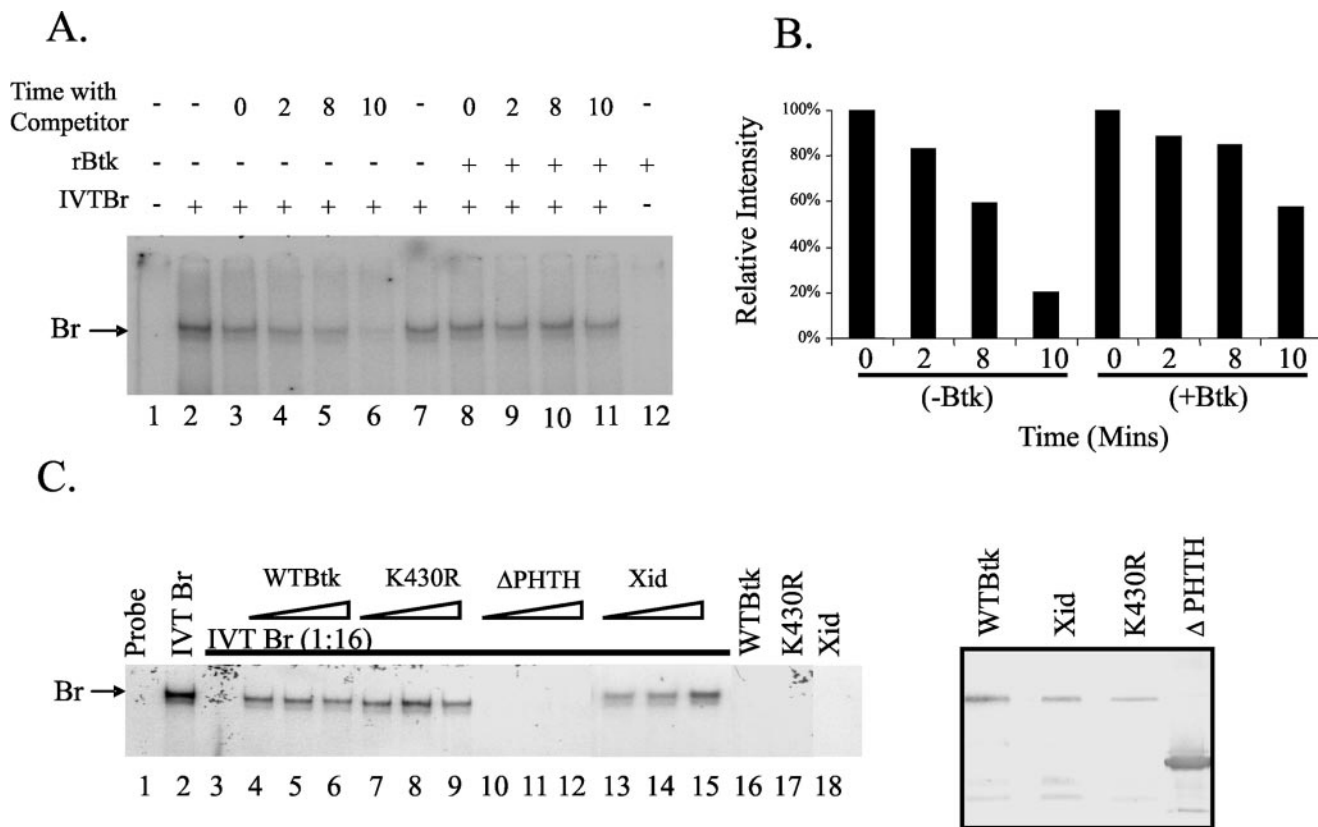 A.
Time with Competitor - - 0 2 8 10 - 0 2 8 10 -
rBtk - - - - - - - + + + + +
IVTBr - + + + + + + + + + + -
Br
1 2 3 4 5 6 7 8 9 10 11 12
B.
Relative Intensity
100%
80%
60%
40%
20%
0%
0 2 8 10 0 2 8 10
(-Btk) (+Btk)
Time (Mins)
C.
Probe
IVT Br
WTBtk K430R ΔPHTH Xid
IVT Br (1:16)
WTBtk
K430R
Xid
Br
1 2 3 4 5 6 7 8 9 10 11 12 13 14 15 16 17 18
WTBtk
Xid
K430R
Δ PHTH